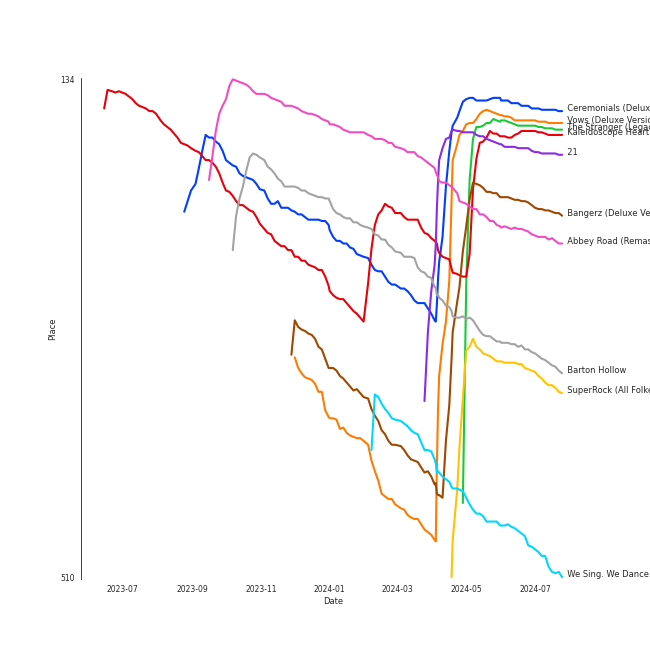 134
Ceremonials (Delux
Vows (Deluxe Versio
The Stranger (Legac
Kaleidoscope Heart
21
Bangerz (Deluxe Ve
Abbey Road (Remas
Place
Barton Hollow
SuperRock (All Folke
510
We Sing. We Dance.
2023-07 2023-09 2023-11 2024-01 2024-03 2024-05 2024-07
Date